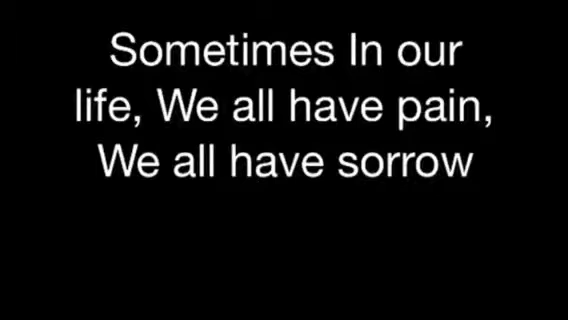 Sometimes In our
life, We all have pain,
We all have sorrow